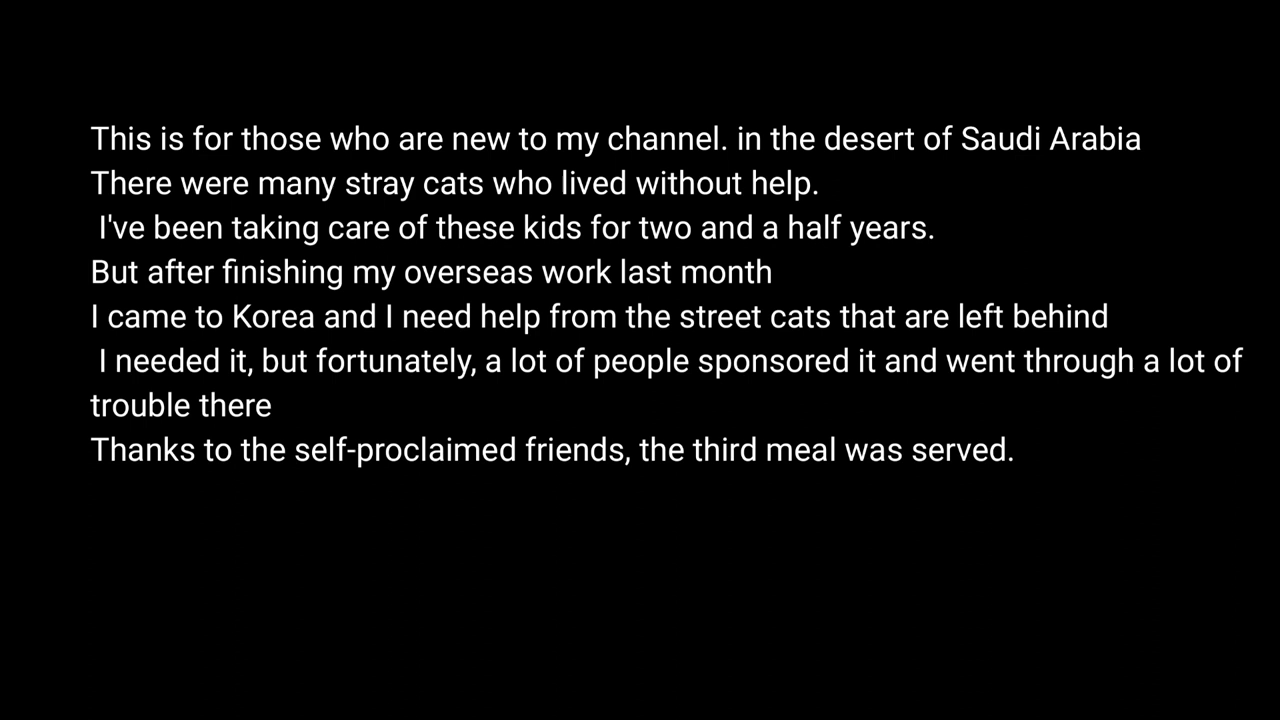 This is for those who are new to my channel. in the desert of Saudi Arabia
There were many stray cats who lived without help.
I've been taking care of these kids for two and a half years.
But after finishing my overseas work last month
I came to Korea and I need help from the street cats that are left behind
I needed it, but fortunately, a lot of people sponsored it and went through a lot of
trouble there
Thanks to the self-proclaimed friends, the third meal was served.